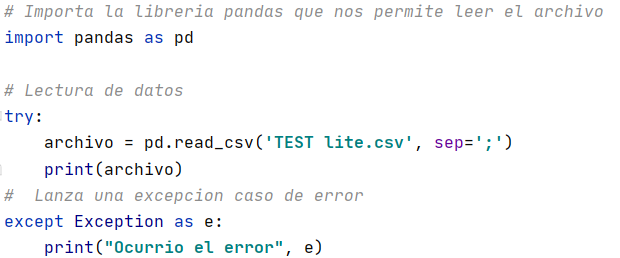 # Importa la libreria pandas que nos permite leer el archivo
import pandas as pd
# Lectura de datos
try:
    archivo = pd.read_csv('TEST lite.csv', sep=';')
    print(archivo)
#  Lanza una excepcion caso de error
except Exception as e:
    print("Ocurrio el error", e)